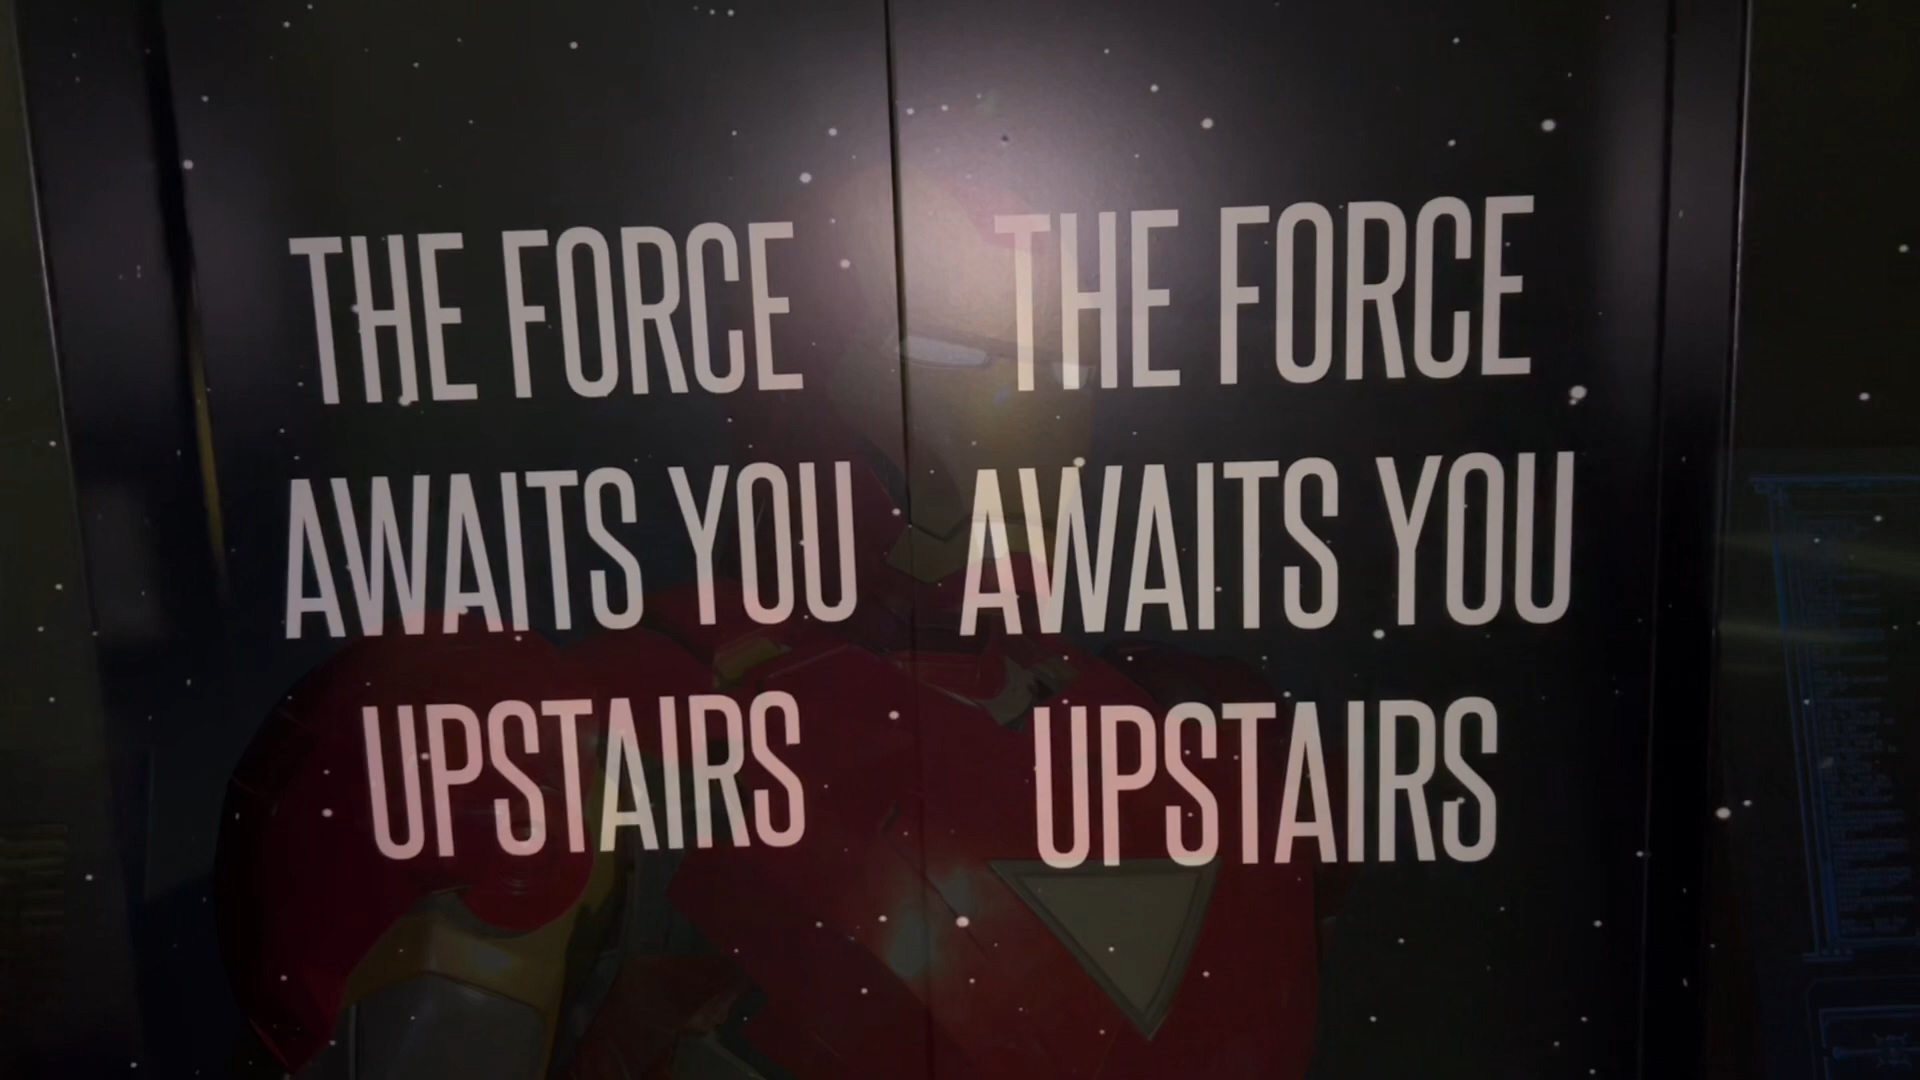 THE FORCE
AWAITS YOU
UPSTAIRS
THE FORCE
AWAITS YOU
UPSTAIRS